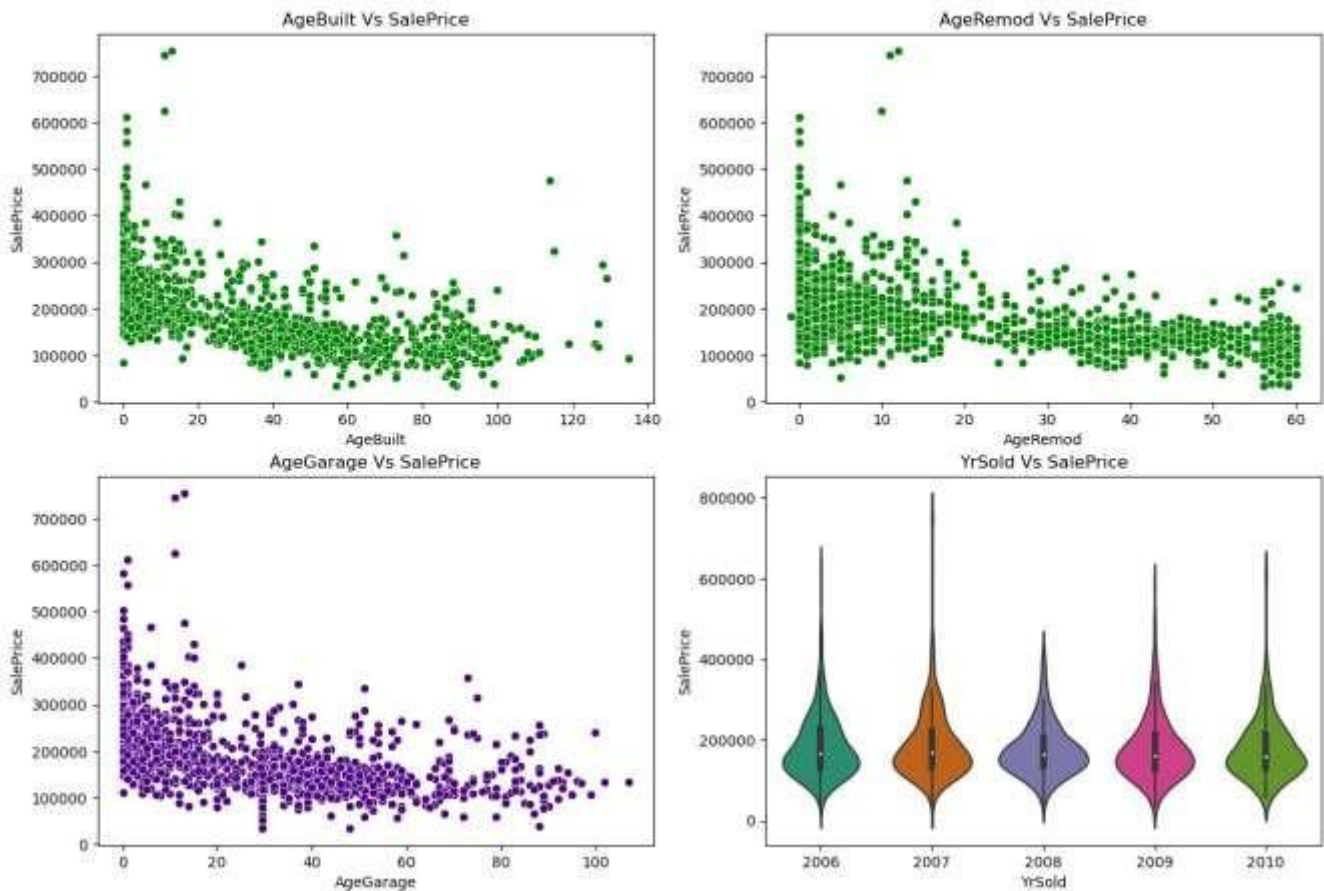 AgeBuilt Vs SalePrice
700000
600000
500000
400000
300000
200000
100000
0
SalePrice
0 20 40 60 80 100 120 140
AgeBuilt
AgeRemod Vs SalePrice
700000
600000
500000
400000
300000
200000
100000
0
SalePrice
0 10 20 30 40 50 60
AgeRemod
AgeGarage Vs SalePrice
700000
600000
500000
400000
300000
200000
100000
0
SalePrice
0 20 40 60 80 100
AgeGarage
YrSold Vs SalePrice
800000
600000
400000
200000
0
SalePrice
2006 2007 2008 2009 2010
YrSold